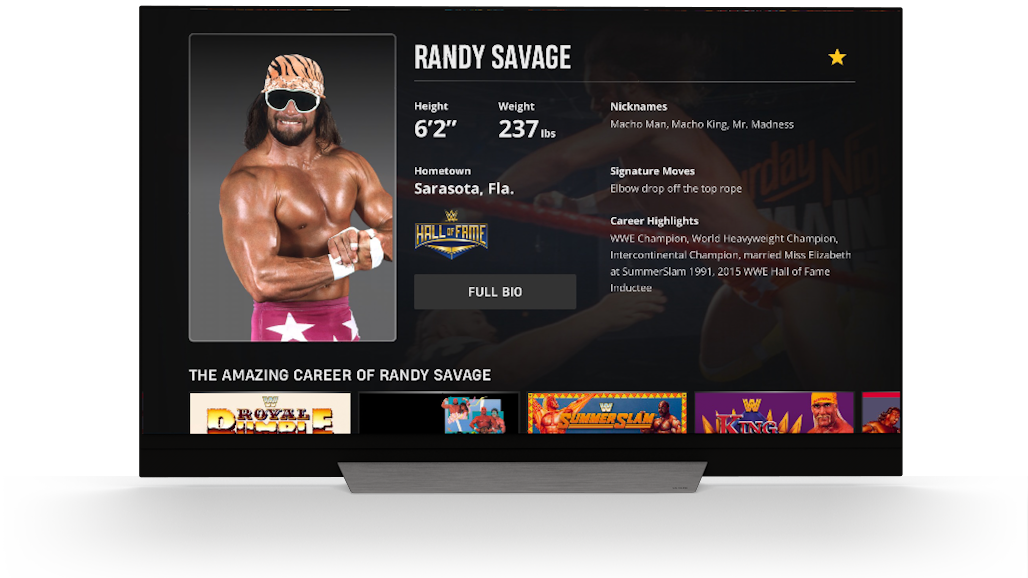 RANDY SAVAGE
Height
Weight
6’2”
237 lbs
Hometown
Sarasota, Fla.
HALL OF FAME
FULL BIO
Nicknames
Macho Man, Macho King, Mr. Madness
Signature Moves
Elbow drop off the top rope
Career Highlights
WWE Champion, World Heavyweight Champion,
Intercontinental Champion, married Miss Elizabeth
at SummerSlam 1991, 2015 WWE Hall of Fame
Inductee
THE AMAZING CAREER OF RANDY SAVAGE
ROYAL
RUMBLE
SUMMERSLAM
KING